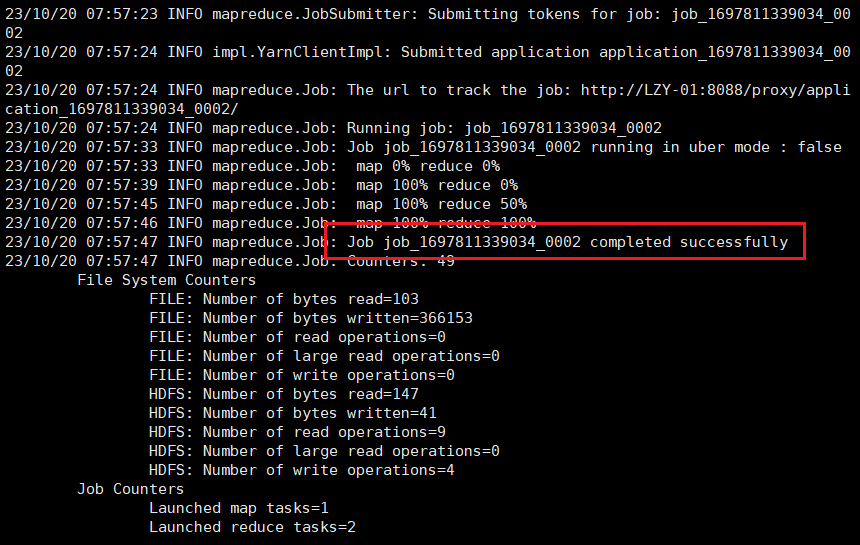 23/10/20 07:57:23 INFO mapreduce.JobSubmitter: Submitting tokens for job: job_1697811339034_00
02
23/10/20 07:57:24 INFO impl.YarnClientImpl: Submitted application application_1697811339034_00
02
23/10/20 07:57:24 INFO mapreduce.Job: The url to track the job: http://LZY-01:8088/proxy/appli
cation_1697811339034_0002/
23/10/20 07:57:24 INFO mapreduce.Job: Running job: job_1697811339034_0002
23/10/20 07:57:33 INFO mapreduce.Job: Job job_1697811339034_0002 running in uber mode : false
23/10/20 07:57:33 INFO mapreduce.Job:  map 0% reduce 0%
23/10/20 07:57:39 INFO mapreduce.Job:  map 100% reduce 0%
23/10/20 07:57:45 INFO mapreduce.Job:  map 100% reduce 50%
23/10/20 07:57:46 INFO mapreduce.Job:  map 100% reduce 100%
23/10/20 07:57:47 INFO mapreduce.Job: Job job_1697811339034_0002 completed successfully
23/10/20 07:57:47 INFO mapreduce.Job: Counters: 49
File System Counters
FILE: Number of bytes read=103
FILE: Number of bytes written=366153
FILE: Number of read operations=0
FILE: Number of large read operations=0
FILE: Number of write operations=0
HDFS: Number of bytes read=147
HDFS: Number of bytes written=41
HDFS: Number of read operations=9
HDFS: Number of large read operations=0
HDFS: Number of write operations=4
Job Counters
Launched map tasks=1
Launched reduce tasks=2